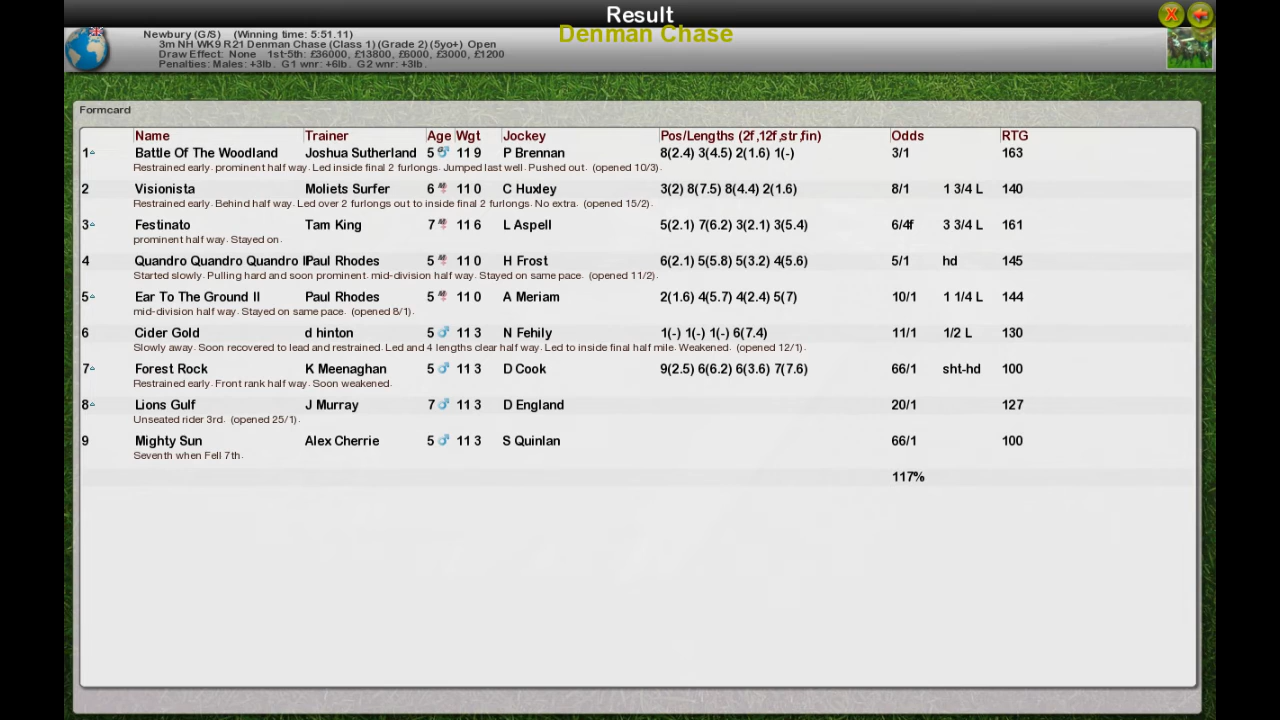 Result
Denman Chase
Newbury (G/S) (Winning time: 5:51.11)
3m NH WK9 R21 Denman Chase (Class 1) (Grade 2) (5yo+) Open
Draw Effect: None 1st-5th: £36000, £13800, £6000, £3000, £1200
Penalties: Males: +3lb. G1 wnr: +6lb. G2 wnr: +3lb.
Formcard
Name Trainer Age Wgt Jockey Pos/Lengths (2f,12f,str,fin) Odds RTG
1 Battle Of The Woodland Joshua Sutherland 5 11 9 P Brennan 8(2.4) 3(4.5) 2(1.6) 1(-) 3/1 163
Restrained early. prominent half way. Led inside final 2 furlongs. Jumped last well. Pushed out. (opened 10/3).
2 Visionista Moliets Surfer 6 11 0 C Huxley 3(2) 8(7.5) 8(4.4) 2(1.6) 8/1 1 3/4 L 140
Restrained early. Behind half way. Led over 2 furlongs out to inside final 2 furlongs. No extra. (opened 15/2).
3 Festinato Tam King 7 11 6 L Aspell 5(2.1) 7(6.2) 3(2.1) 3(5.4) 6/4f 3 3/4 L 161
prominent half way. Stayed on.
4 Quandro Quandro Quandro Paul Rhodes 5 11 0 H Frost 6(2.1) 5(5.8) 5(3.2) 4(5.6) 5/1 hd 145
Started slowly. Pulling hard and soon prominent. mid-division half way. Stayed on same pace. (opened 11/2).
5 Ear To The Ground II Paul Rhodes 5 11 0 A Meriam 2(1.6) 4(5.7) 4(2.4) 5(7) 10/1 1 1/4 L 144
mid-division half way. Stayed on same pace. (opened 8/1).
6 Cider Gold d hinton 5 11 3 N Fehily 1(-) 1(-) 1(-) 6(7.4) 11/1 1/2 L 130
Slowly away. Soon recovered to lead and restrained. Led and 4 lengths clear half way. Led to inside final half mile. Weakened. (opened 12/1).
7 Forest Rock K Meenaghan 5 11 3 D Cook 9(2.5) 6(6.2) 6(3.6) 7(7.6) 66/1 sht-hd 100
Restrained early. Front rank half way. Soon weakened.
8 Lions Gulf J Murray 7 11 3 D England 20/1 127
Unseated rider 3rd. (opened 25/1).
9 Mighty Sun Alex Cherrie 5 11 3 S Quinlan 66/1 100
Seventh when Fell 7th.
117%